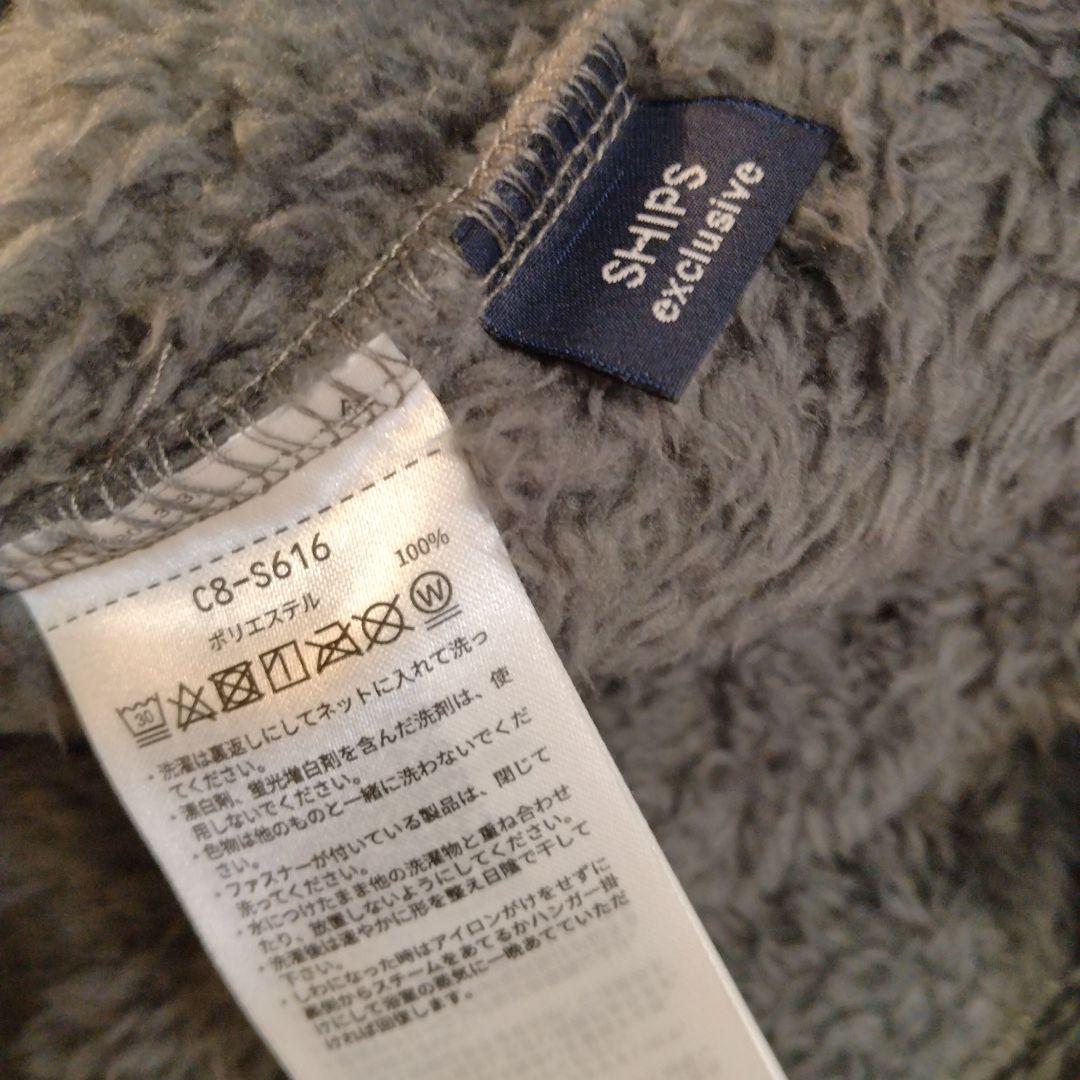 SHIPS
exclusive
C8-S616
ポリエステル 100%
30
W
・洗濯は裏返しにしてネットに入れて洗っ
てください。
・漂白剤、蛍光増白剤を含んだ洗剤は、使
用しないでください。
・色物は他のものと一緒に洗わないでくだ
さい。
・ファスナーが付いている製品は、閉じて
洗ってください。
・水につけたまま他の洗濯物と重ね合わせ
たり、放置しないようにしてください。
・洗濯後は速やかに形を整え日陰で干して
下さい。
・しわになった時はアイロンがけをせずに
裏側からスチームをあてるかハンガー掛
けにして浴室の蒸気に一晩あてていただ
ければ回復します。